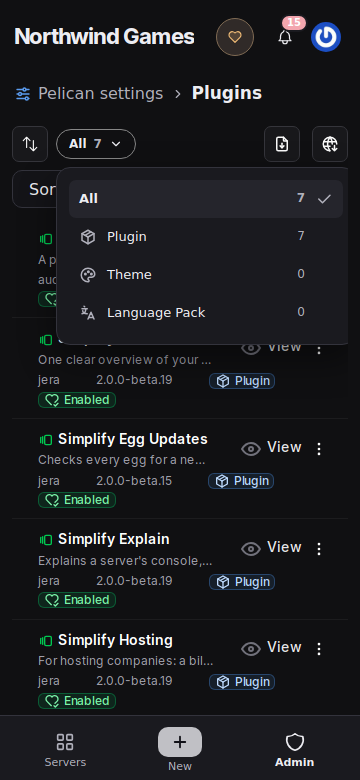 Northwind Games
15
Pelican settings > Plugins
All 7
Sor
All 7
Plugin 7
Theme 0
Language Pack 0
A p
aud
View
One clear overview of your ...
jera 2.0.0-beta.19 Plugin
Enabled
Simplify Egg Updates View
Checks every egg for a ne...
jera 2.0.0-beta.15 Plugin
Enabled
Simplify Explain View
Explains a server's console,...
jera 2.0.0-beta.19 Plugin
Enabled
Simplify Hosting View
For hosting companies: a bil...
jera 2.0.0-beta.19 Plugin
Enabled
Servers New Admin